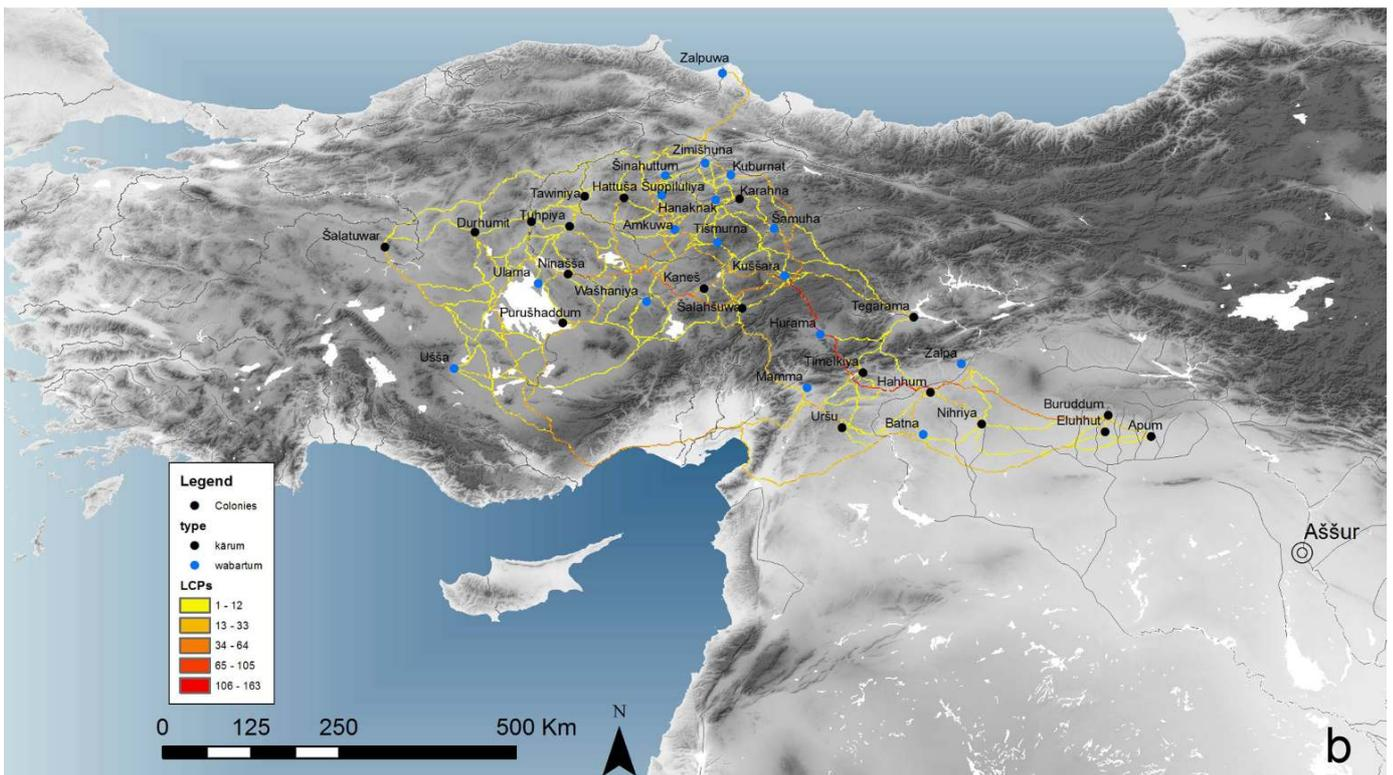 Zalpuwa
Zimišhuna
Šinahuttum
Kuburnat
Tawiniya
Hattuša
Šuppiluliya
Karahna
Hanaknak
Durhumit
Tuhpiya
Amkuwa
Tišmurna
Šamuha
Šalatuwar
Ninašša
Ulama
Kaneš
Kuššara
Wašhaniya
Šalahšuwa
Tegarama
Purušhaddum
Hurama
Ušša
Timelkiya
Zalpa
Mamma
Hahhum
Uršu
Batna
Nihriya
Buruddum
Eluhhut
Apum
Aššur
Legend
Colonies
type
kārum
wabartum
LCPs
1 - 12
13 - 33
34 - 64
65 - 105
106 - 163
0 125 250 500 Km
N
b